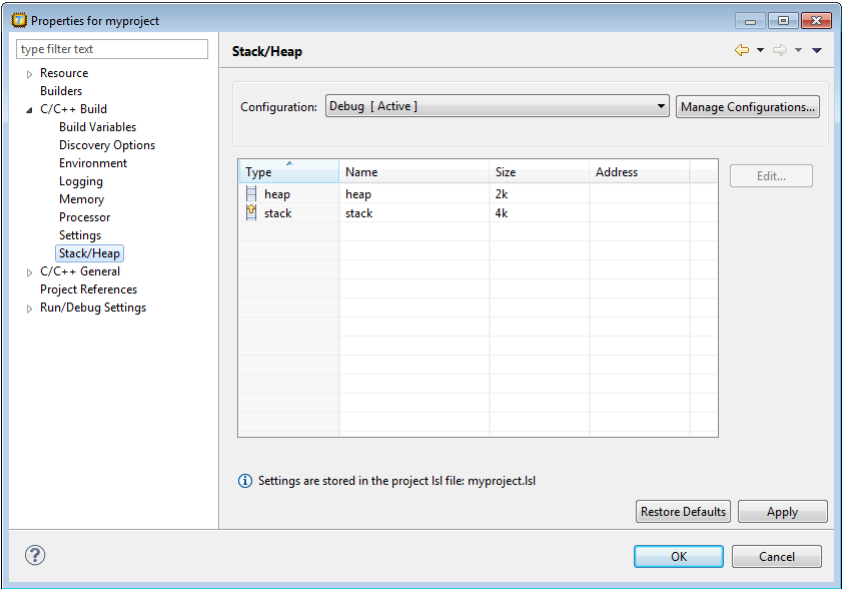 Properties for myproject
type filter text
Resource
Builders
C/C++ Build
Build Variables
Discovery Options
Environment
Logging
Memory
Processor
Settings
Stack/Heap
C/C++ General
Project References
Run/Debug Settings
Stack/Heap
Configuration: Debug [ Active ] Manage Configurations...
Type Name Size Address
heap heap 2k
stack stack 4k
Edit...
Settings are stored in the project lsl file: myproject.lsl
Restore Defaults Apply
OK Cancel